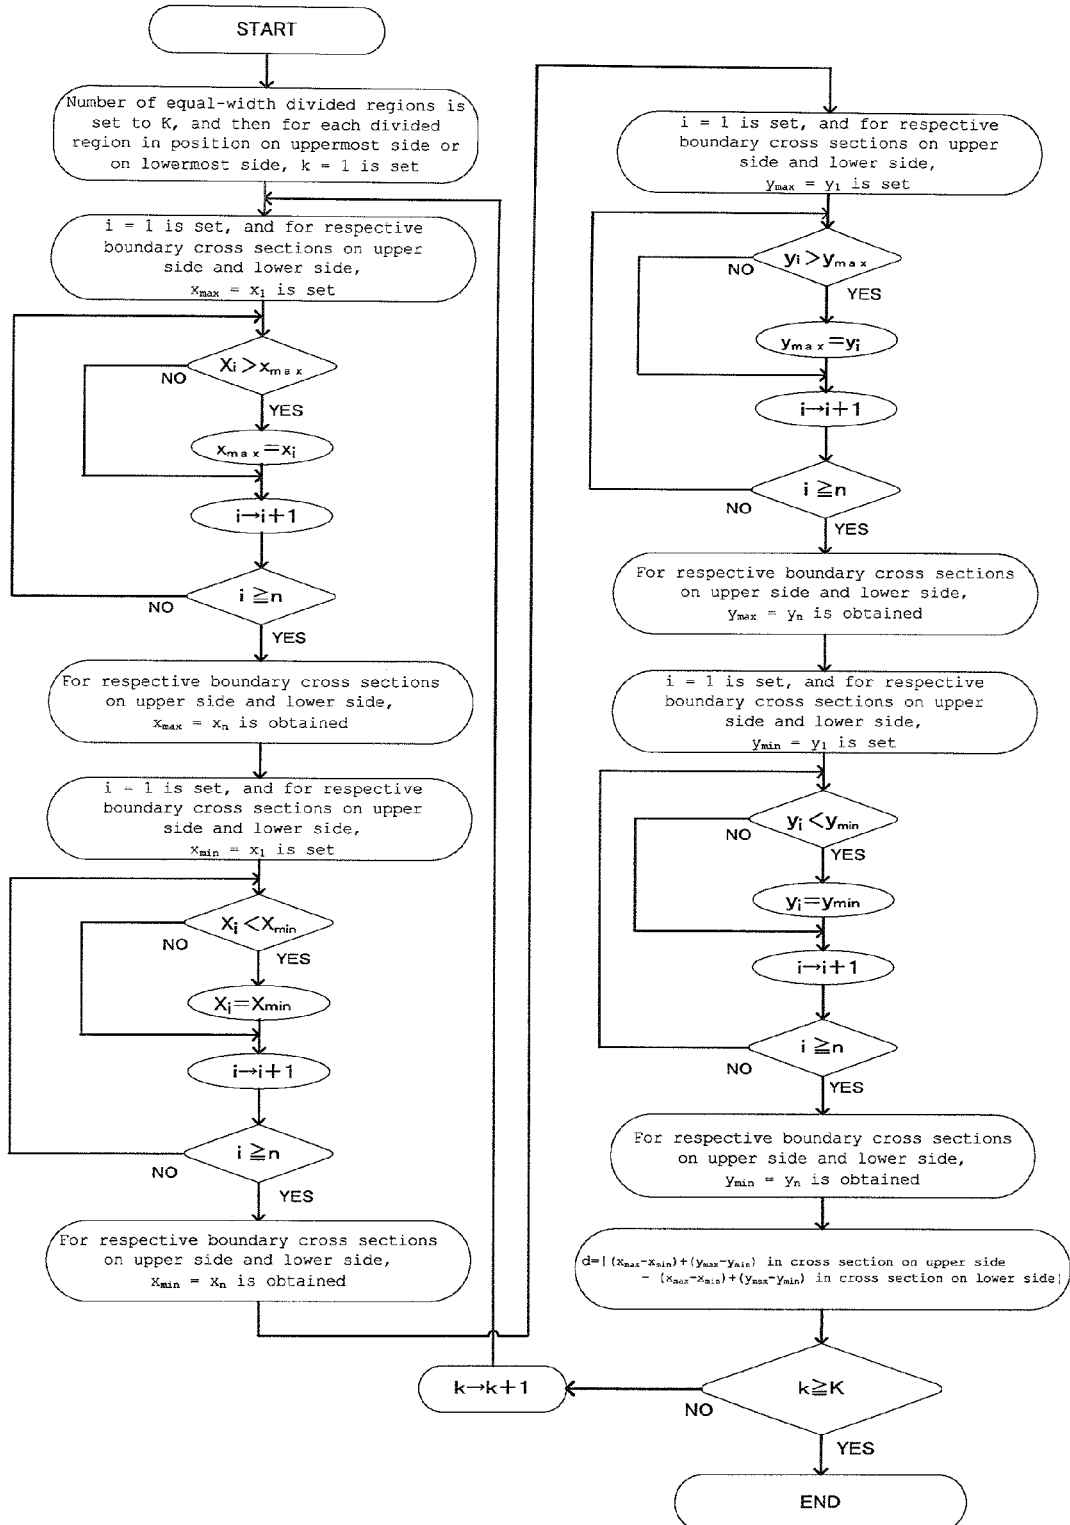 START
Number of equal-width divided regions is
set to K, and then for each divided
region in position on uppermost side or
on lowermost side, k = 1 is set
i = 1 is set, and for respective
boundary cross sections on upper
side and lower side,
xmax = x1 is set
Xi>xmax
NO
YES
xmax=xi
i→i+1
i≧n
NO
YES
For respective boundary cross sections
on upper side and lower side,
xmax = xn is obtained
i = 1 is set, and for respective
boundary cross sections on upper
side and lower side,
xmin = x1 is set
Xi<Xmin
NO
YES
Xi=Xmin
i→i+1
i≧n
NO
YES
For respective boundary cross sections
on upper side and lower side,
xmin = xn is obtained
i = 1 is set, and for respective
boundary cross sections on upper
side and lower side,
ymax = y1 is set
yi>ymax
NO
YES
ymax=yi
i→i+1
i≧n
NO
YES
For respective boundary cross sections
on upper side and lower side,
ymax = yn is obtained
i = 1 is set, and for respective
boundary cross sections on upper
side and lower side,
ymin = y1 is set
yi<ymin
NO
YES
yi=ymin
i→i+1
i≧n
NO
YES
For respective boundary cross sections
on upper side and lower side,
ymin = yn is obtained
d=|(xmax-xmin)+(ymax-ymin) in cross section on upper side
- (xmax-xmin)+(ymax-ymin) in cross section on lower side|
k≧K
NO
k→k+1
YES
END